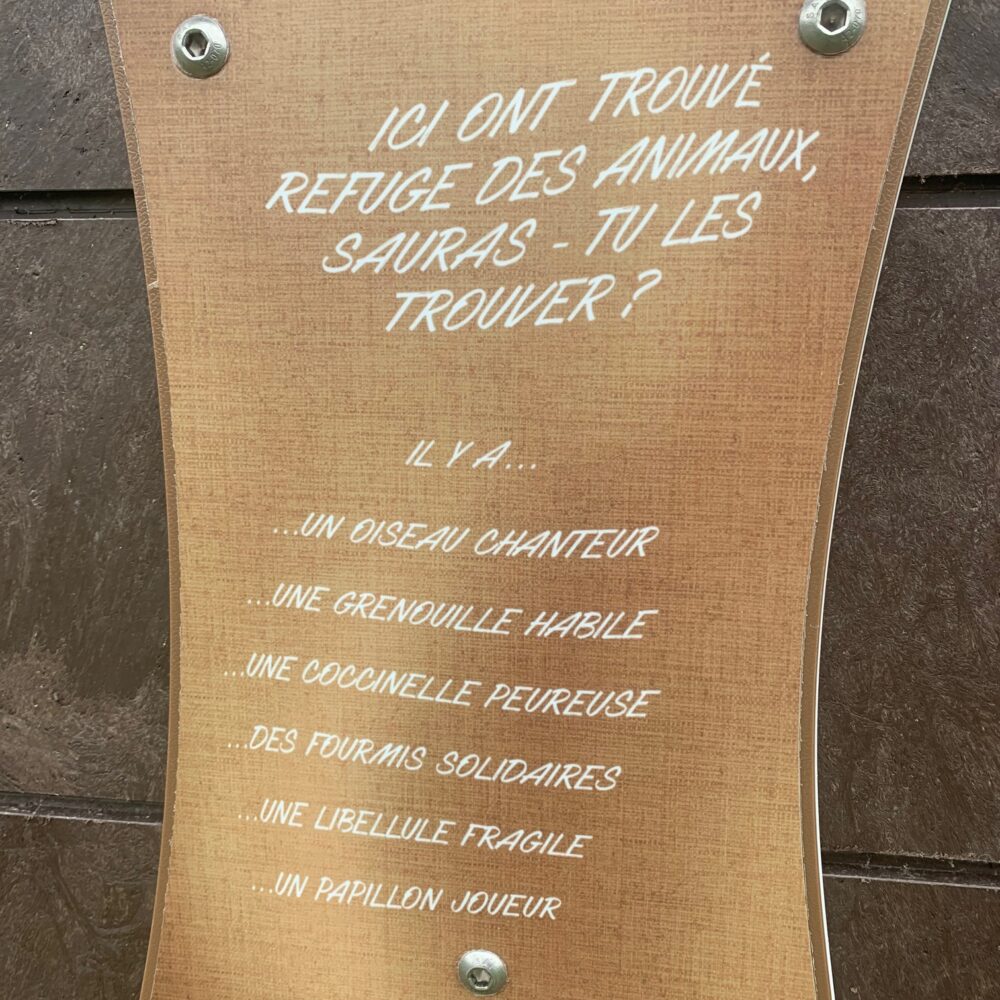 ICI ONT TROUVÉ
REFUGE DES ANIMAUX,
SAURAS - TU LES
TROUVER ?
IL Y A...
...UN OISEAU CHANTEUR
...UNE GRENOUILLE HABILE
...UNE COCCINELLE PEUREUSE
...DES FOURMIS SOLIDAIRES
...UNE LIBELLULE FRAGILE
...UN PAPILLON JOUEUR